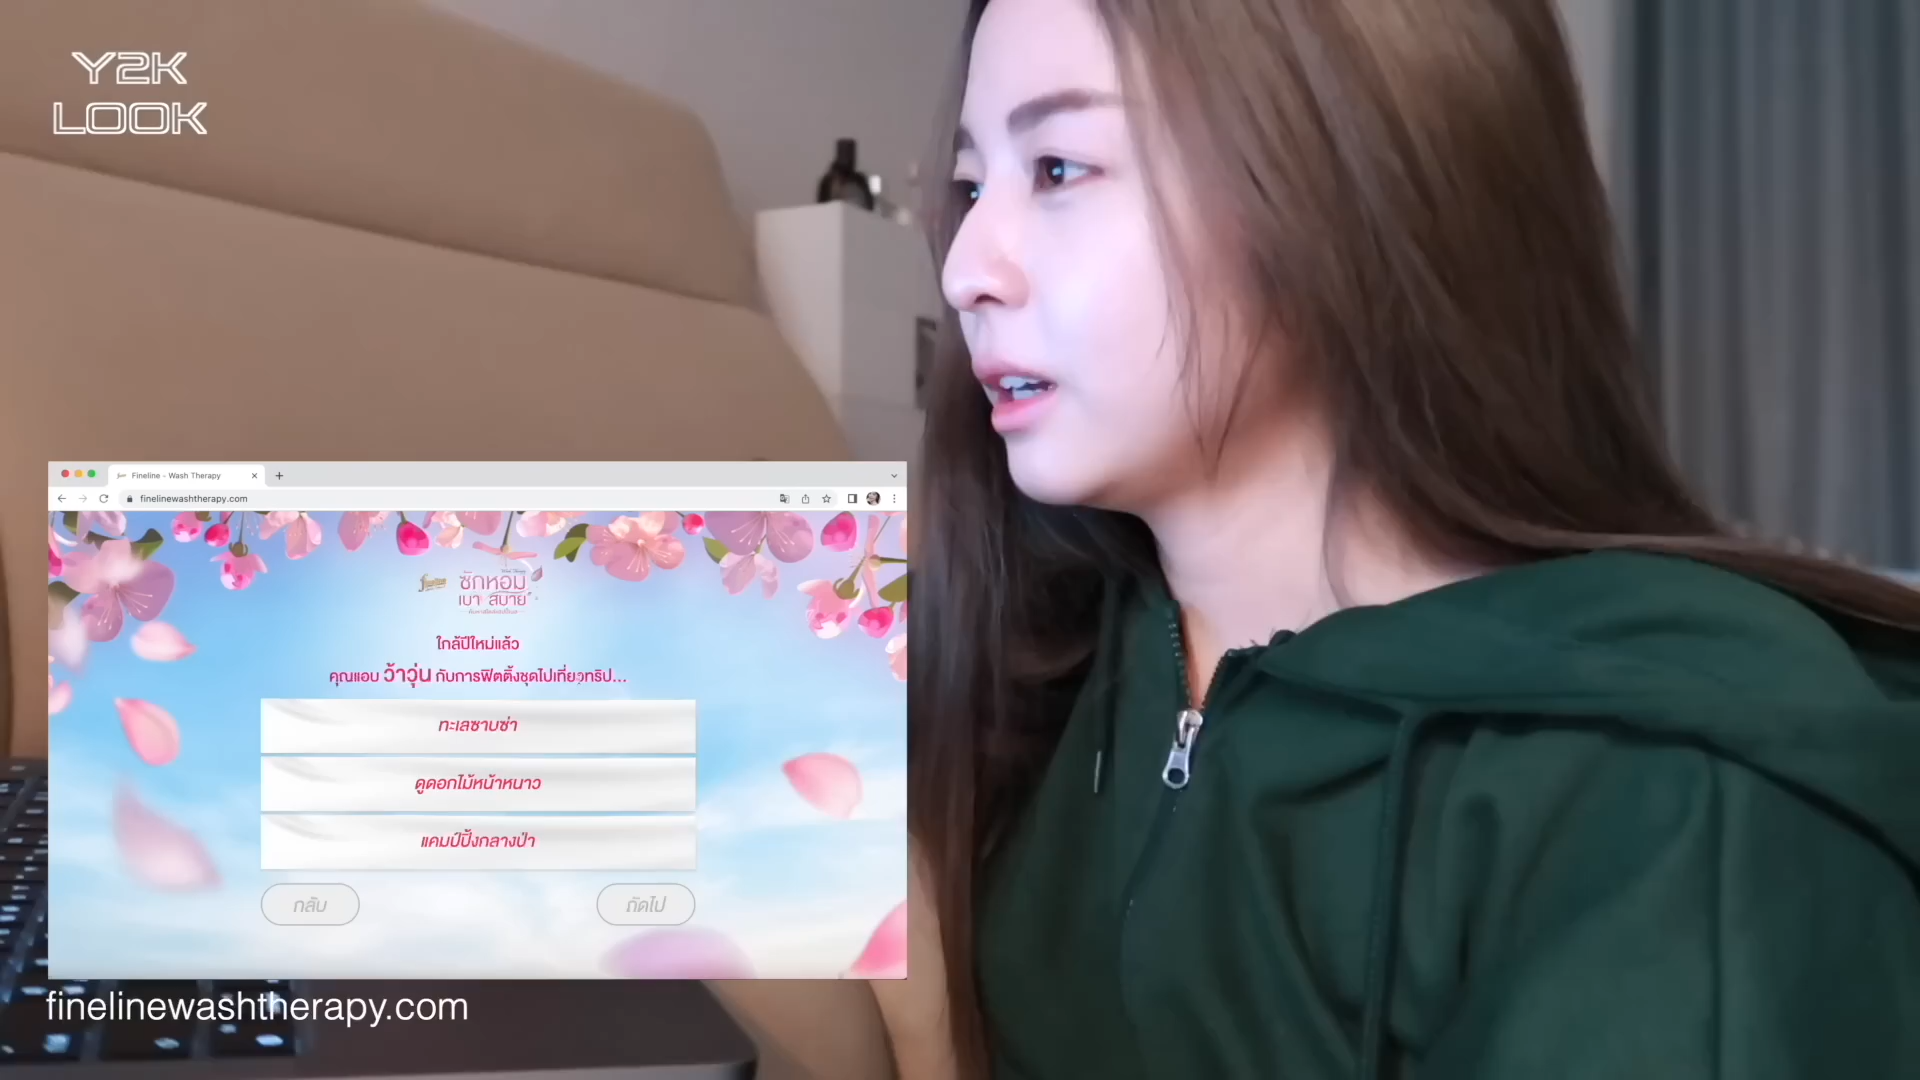 Y2K
LOOK
Fineline - Wash Therapy
finelinewashtherapy.com
fineline
ซักหอม
เบา สบาย
ใกล้ปีใหม่แล้ว
คุณแอบ ว้าวุ่น กับการฟิตติ้งชุดไปเที่ยวทริป...
ทะเลซาบซ่า
ดูดอกไม้หน้าหนาว
แคมป์ปิ้งกลางป่า
กลับ
ถัดไป
finelinewashtherapy.com